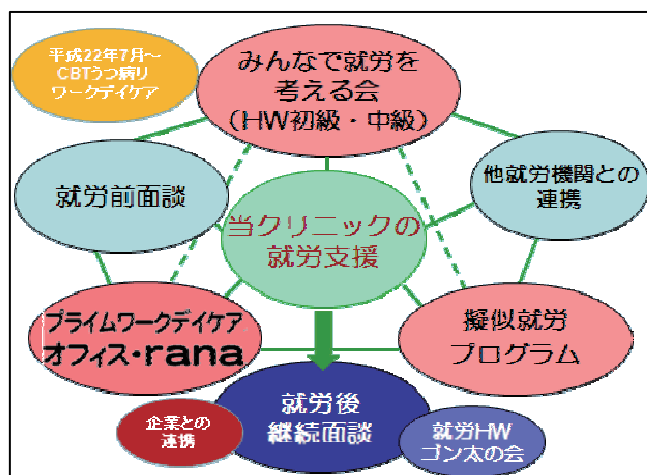 平成22年7月～
CBTうつ病リ
ワークデイケア
みんなで就労を
考える会
（HW初級・中級）
就労前面談
他就労機関との
連携
当クリニックの
就労支援
プライムワークデイケア
オフィス・rana
擬似就労
プログラム
就労後
継続面談
企業との
連携
就労HW
ゴン太の会